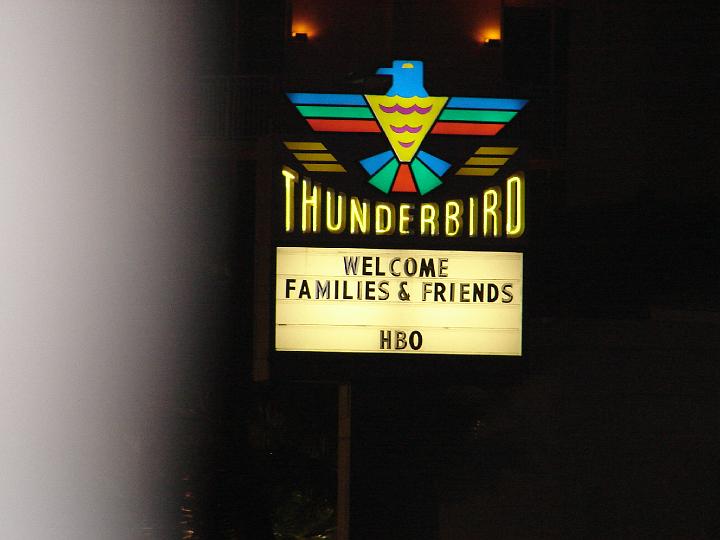 THUNDERBIRD
WELCOME
FAMILIES & FRIENDS
HBO